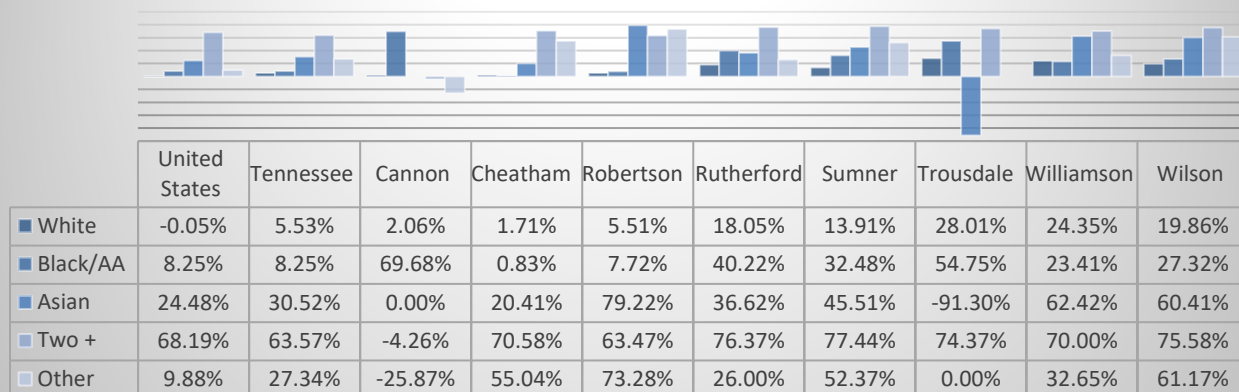 United States Tennessee Cannon Cheatham Robertson Rutherford Sumner Trousdale Williamson Wilson
White -0.05% 5.53% 2.06% 1.71% 5.51% 18.05% 13.91% 28.01% 24.35% 19.86%
Black/AA 8.25% 8.25% 69.68% 0.83% 7.72% 40.22% 32.48% 54.75% 23.41% 27.32%
Asian 24.48% 30.52% 0.00% 20.41% 79.22% 36.62% 45.51% -91.30% 62.42% 60.41%
Two + 68.19% 63.57% -4.26% 70.58% 63.47% 76.37% 77.44% 74.37% 70.00% 75.58%
Other 9.88% 27.34% -25.87% 55.04% 73.28% 26.00% 52.37% 0.00% 32.65% 61.17%